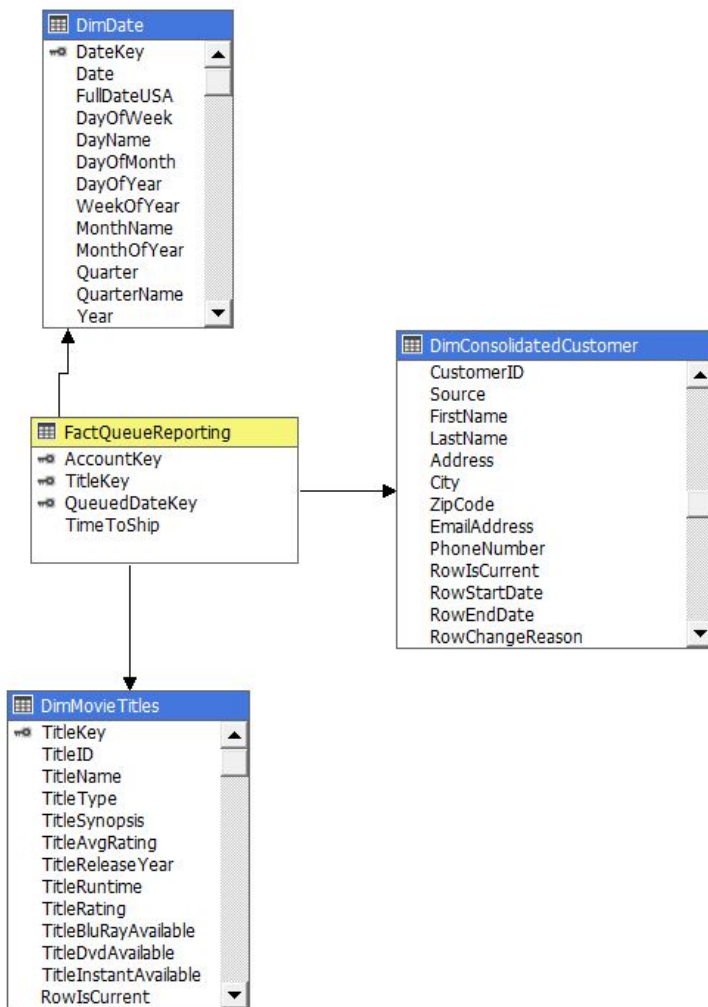 DimDate
DateKey
Date
FullDateUSA
DayOfWeek
DayName
DayOfMonth
DayOfYear
WeekOfYear
MonthName
MonthOfYear
Quarter
QuarterName
Year
DimConsolidatedCustomer
CustomerID
Source
FirstName
LastName
Address
City
ZipCode
EmailAddress
PhoneNumber
RowIsCurrent
RowStartDate
RowEndDate
RowChangeReason
FactQueueReporting
AccountKey
TitleKey
QueuedDateKey
TimeToShip
DimMovieTitles
TitleKey
TitleID
TitleName
TitleType
TitleSynopsis
TitleAvgRating
TitleReleaseYear
TitleRuntime
TitleRating
TitleBluRayAvailable
TitleDvdAvailable
TitleInstantAvailable
RowIsCurrent